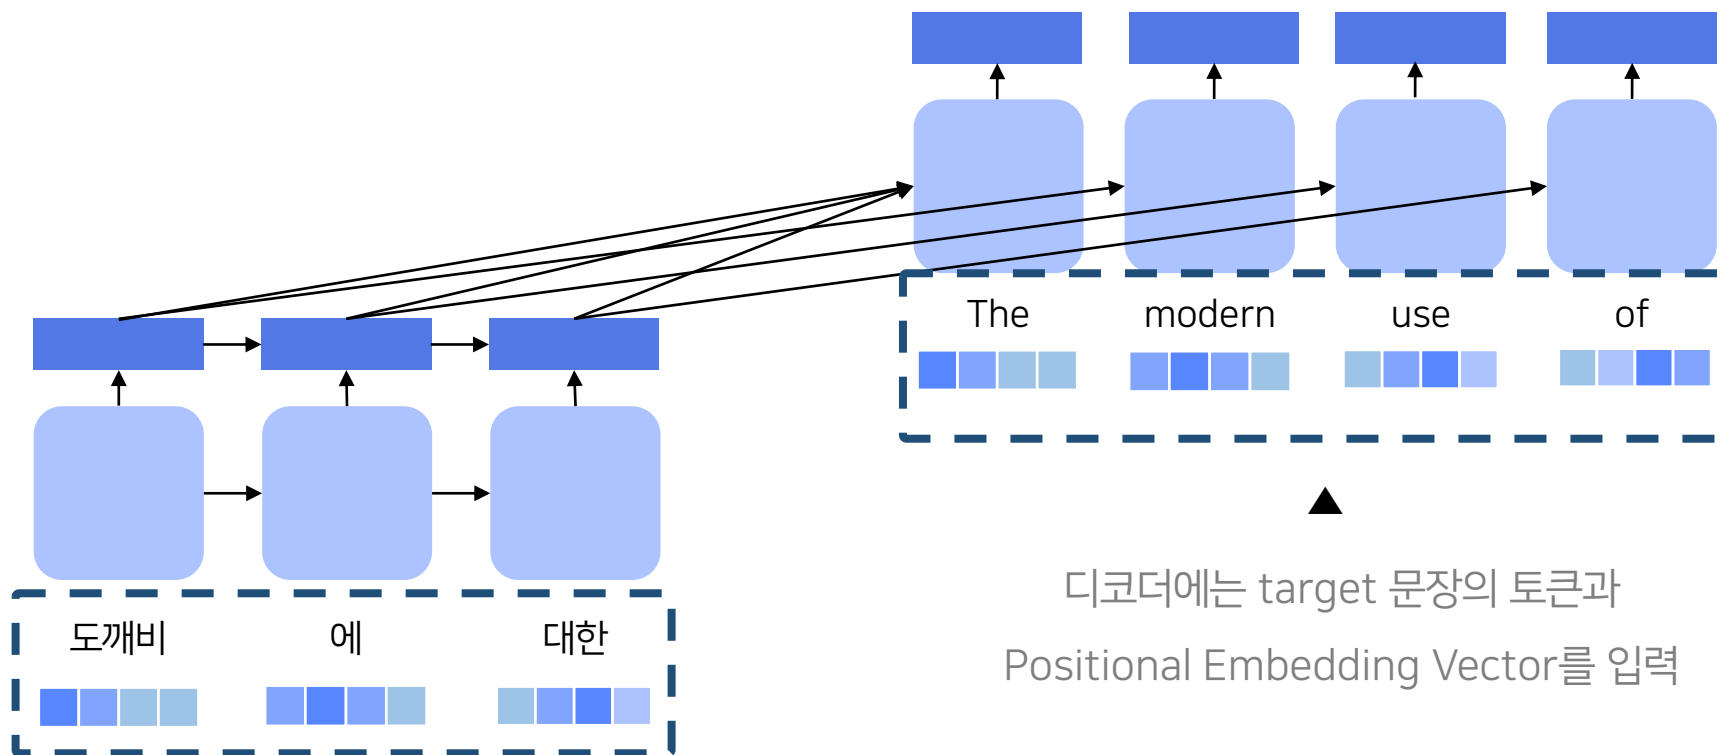 The modern use of
도깨비 에 대한
디코더에는 target 문장의 토큰과
Positional Embedding Vector를 입력